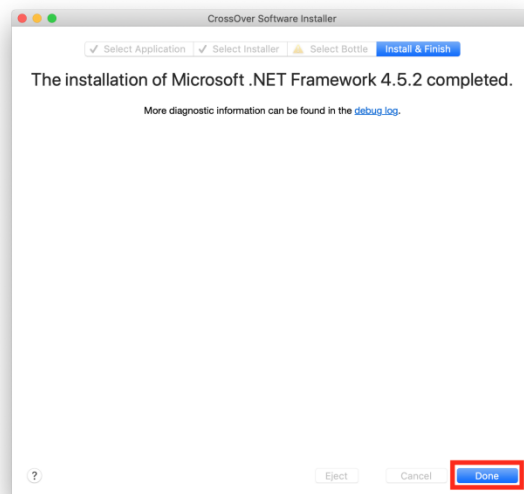 CrossOver Software Installer
✓ Select Application ✓ Select Installer Select Bottle Install & Finish
The installation of Microsoft .NET Framework 4.5.2 completed.
More diagnostic information can be found in the debug log.
? Eject Cancel Done